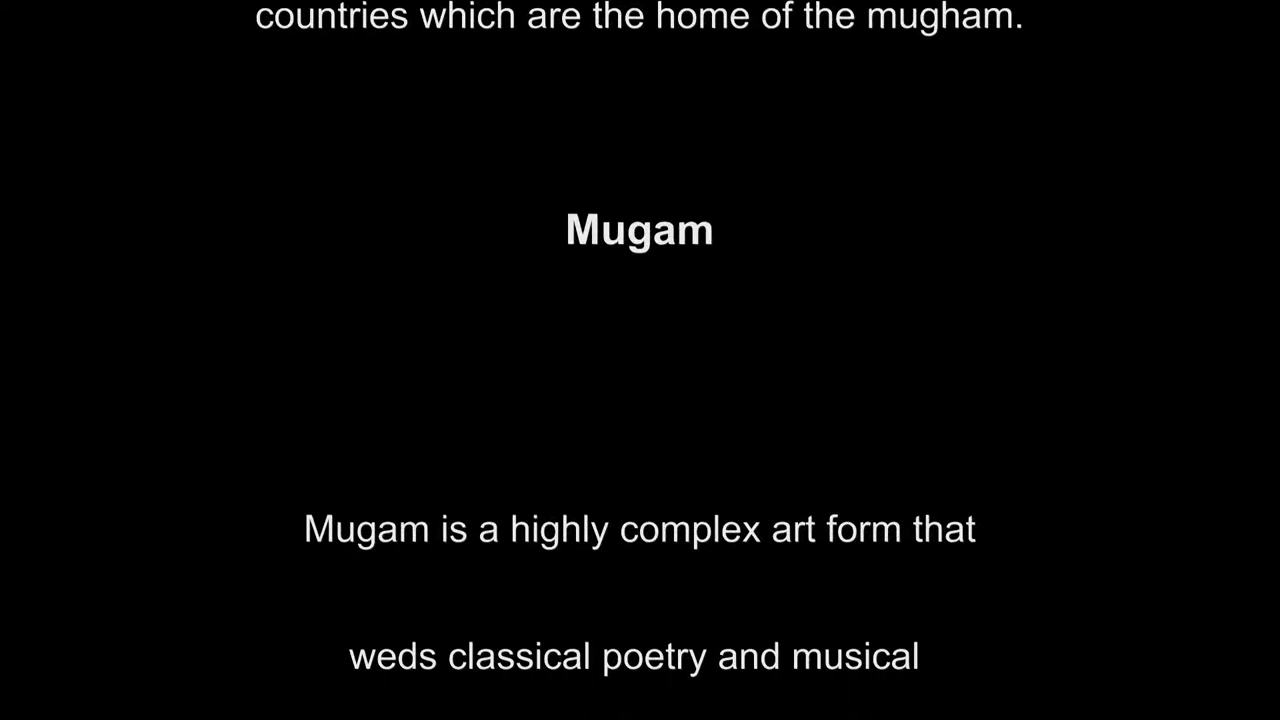 countries which are the home of the mugham.
Mugam
Mugam is a highly complex art form that
weds classical poetry and musical